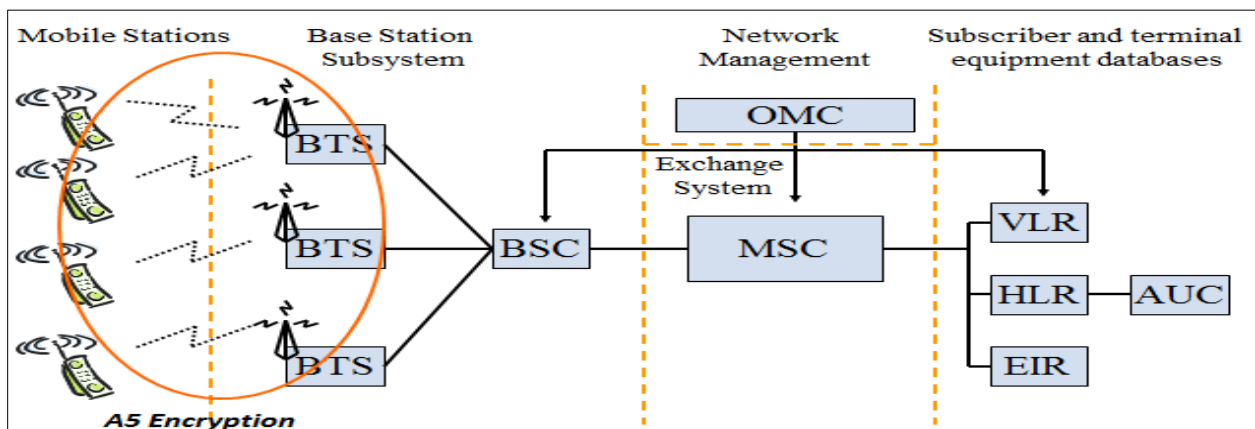 Mobile Stations
Base Station
Subsystem
Network
Management
Subscriber and terminal
equipment databases
OMC
Exchange
System
BTS
BTS
BTS
BSC
MSC
VLR
HLR
AUC
EIR
A5 Encryption